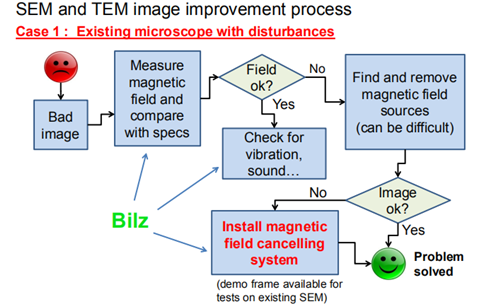 SEM and TEM image improvement process
Case 1 : Existing microscope with disturbances
Bad
image
Measure
magnetic
field and
compare
with specs
Field
ok?
No
Yes
Check for
vibration,
sound…
Find and remove
magnetic field
sources
(can be difficult)
Image
ok?
No
Yes
Bilz
Install magnetic
field cancelling
system
(demo frame available for
tests on existing SEM)
Problem
solved